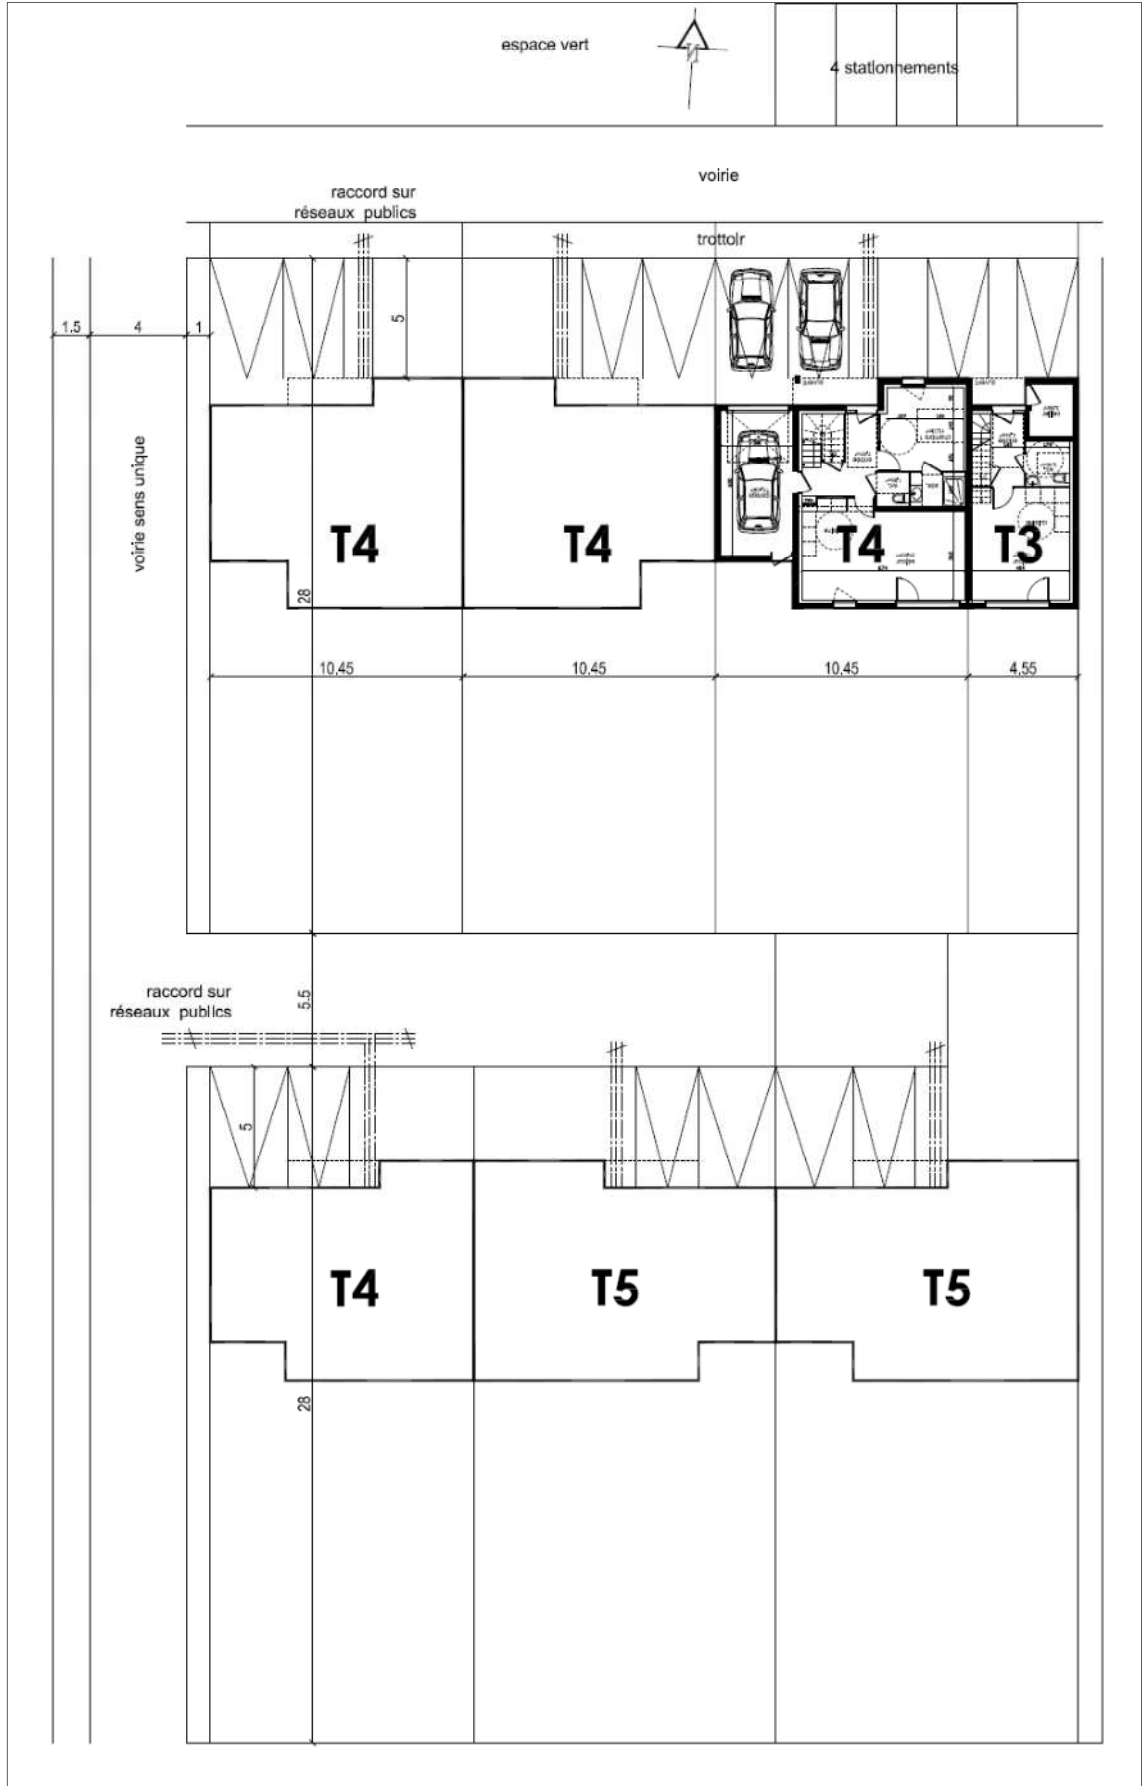 espace vert
N
4 stationnements
voirie
raccord sur
réseaux publics
trottoir
1.5
4
1
5
voirie sens unique
T4
T4
T4
T3
28
10,45
10,45
10,45
4,55
raccord sur
réseaux publics
5.5
5
T4
T5
T5
28